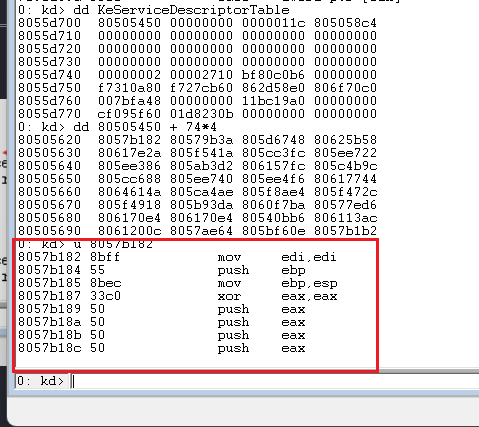 0: kd> dd KeServiceDescriptorTable
8055d700 80505450 00000000 0000011c 805058c4
8055d710 00000000 00000000 00000000 00000000
8055d720 00000000 00000000 00000000 00000000
8055d730 00000000 00000000 00000000 00000000
8055d740 00000002 00002710 bf80c0b6 00000000
8055d750 f7310a80 f727cb60 862d58e0 806f70c0
8055d760 007bfa48 00000000 11bc19a0 00000000
8055d770 cf095f60 01d8230b 00000000 00000000
0: kd> dd 80505450 + 74*4
80505620 8057b182 80579b3a 805d6748 80625b58
80505630 80617e2a 805f541a 805cc3fc 805ee722
80505640 805ee386 805ab3d2 806157fc 805c4b9c
80505650 805cc688 805ee740 805ee4f6 80617744
80505660 8064614a 805ca4ae 805f8ae4 805f472c
80505670 805f4918 805b93da 8060f7ba 80577ed6
80505680 806170e4 806170e4 80540bb6 806113ac
80505690 8061200c 8057ae64 805bf60e 8057b1b2
0: kd> u 8057b182
8057b182 8bff mov edi,edi
8057b184 55 push ebp
8057b185 8bec mov ebp,esp
8057b187 33c0 xor eax,eax
8057b189 50 push eax
8057b18a 50 push eax
8057b18b 50 push eax
8057b18c 50 push eax
0: kd>